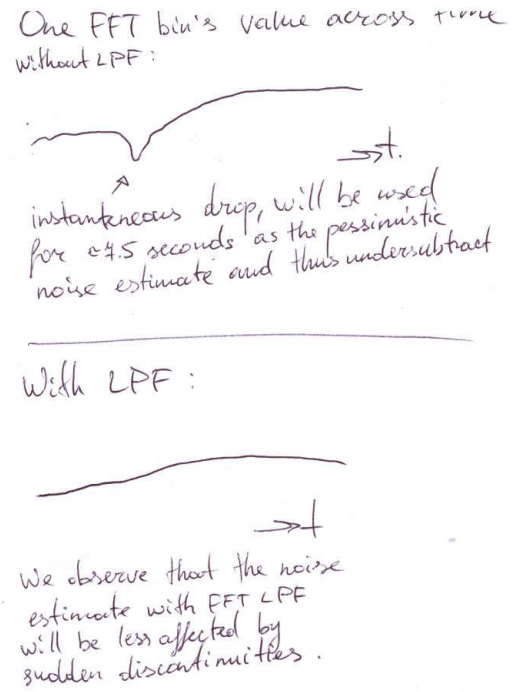 One FFT bin's value across time
without LPF:
→t.
instantaneous drop, will be used
for ~7.5 seconds as the pessimistic
noise estimate and thus undersubtract
With LPF:
→t
We observe that the noise
estimate with FFT LPF
will be less affected by
sudden discontinuities.